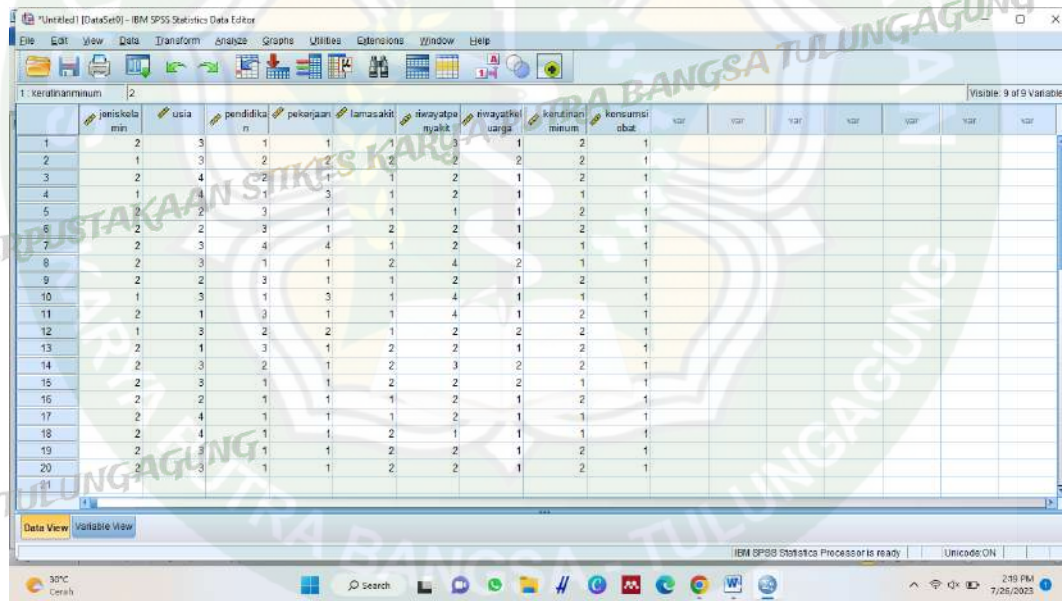 *Untitled1 [DataSet0] - IBM SPSS Statistics Data Editor
File Edit View Data Transform Analyze Graphs Utilities Extensions Window Help
1 : kerutinanminum 2 Visible: 9 of 9 Variable
jeniskelamin usia pendidikan pekerjaan lamasakit riwayatpenyakit riwayatkeluarga kerutinanminum konsumsiobat var var var var var var
1 2 3 1 1 3 1 2 1
2 1 3 2 2 2 2 2 2 1
3 2 4 2 1 1 2 1 2 1
4 1 4 1 3 1 2 1 1 1
5 2 2 3 1 1 1 1 2 1
6 2 2 3 1 2 2 1 2 1
7 2 3 4 4 1 2 1 1 1
8 2 3 1 1 2 4 2 1 1
9 2 2 3 1 1 2 1 2 1
10 1 3 1 3 1 4 1 1 1
11 2 1 3 1 1 4 1 2 1
12 1 3 2 2 1 2 2 2 1
13 2 1 3 1 2 2 1 2 1
14 2 3 2 1 2 3 2 2 1
15 2 3 1 1 2 2 2 1 1
16 2 2 1 1 1 2 1 2 1
17 2 4 1 1 1 2 1 1 1
18 2 4 1 1 2 1 1 1 1
19 2 3 1 1 2 2 1 2 1
20 2 3 1 1 2 2 1 2 1
21
Data View Variable View
IBM SPSS Statistics Processor is ready Unicode:ON
30°C
Cerah
Search
2:19 PM
7/26/2023